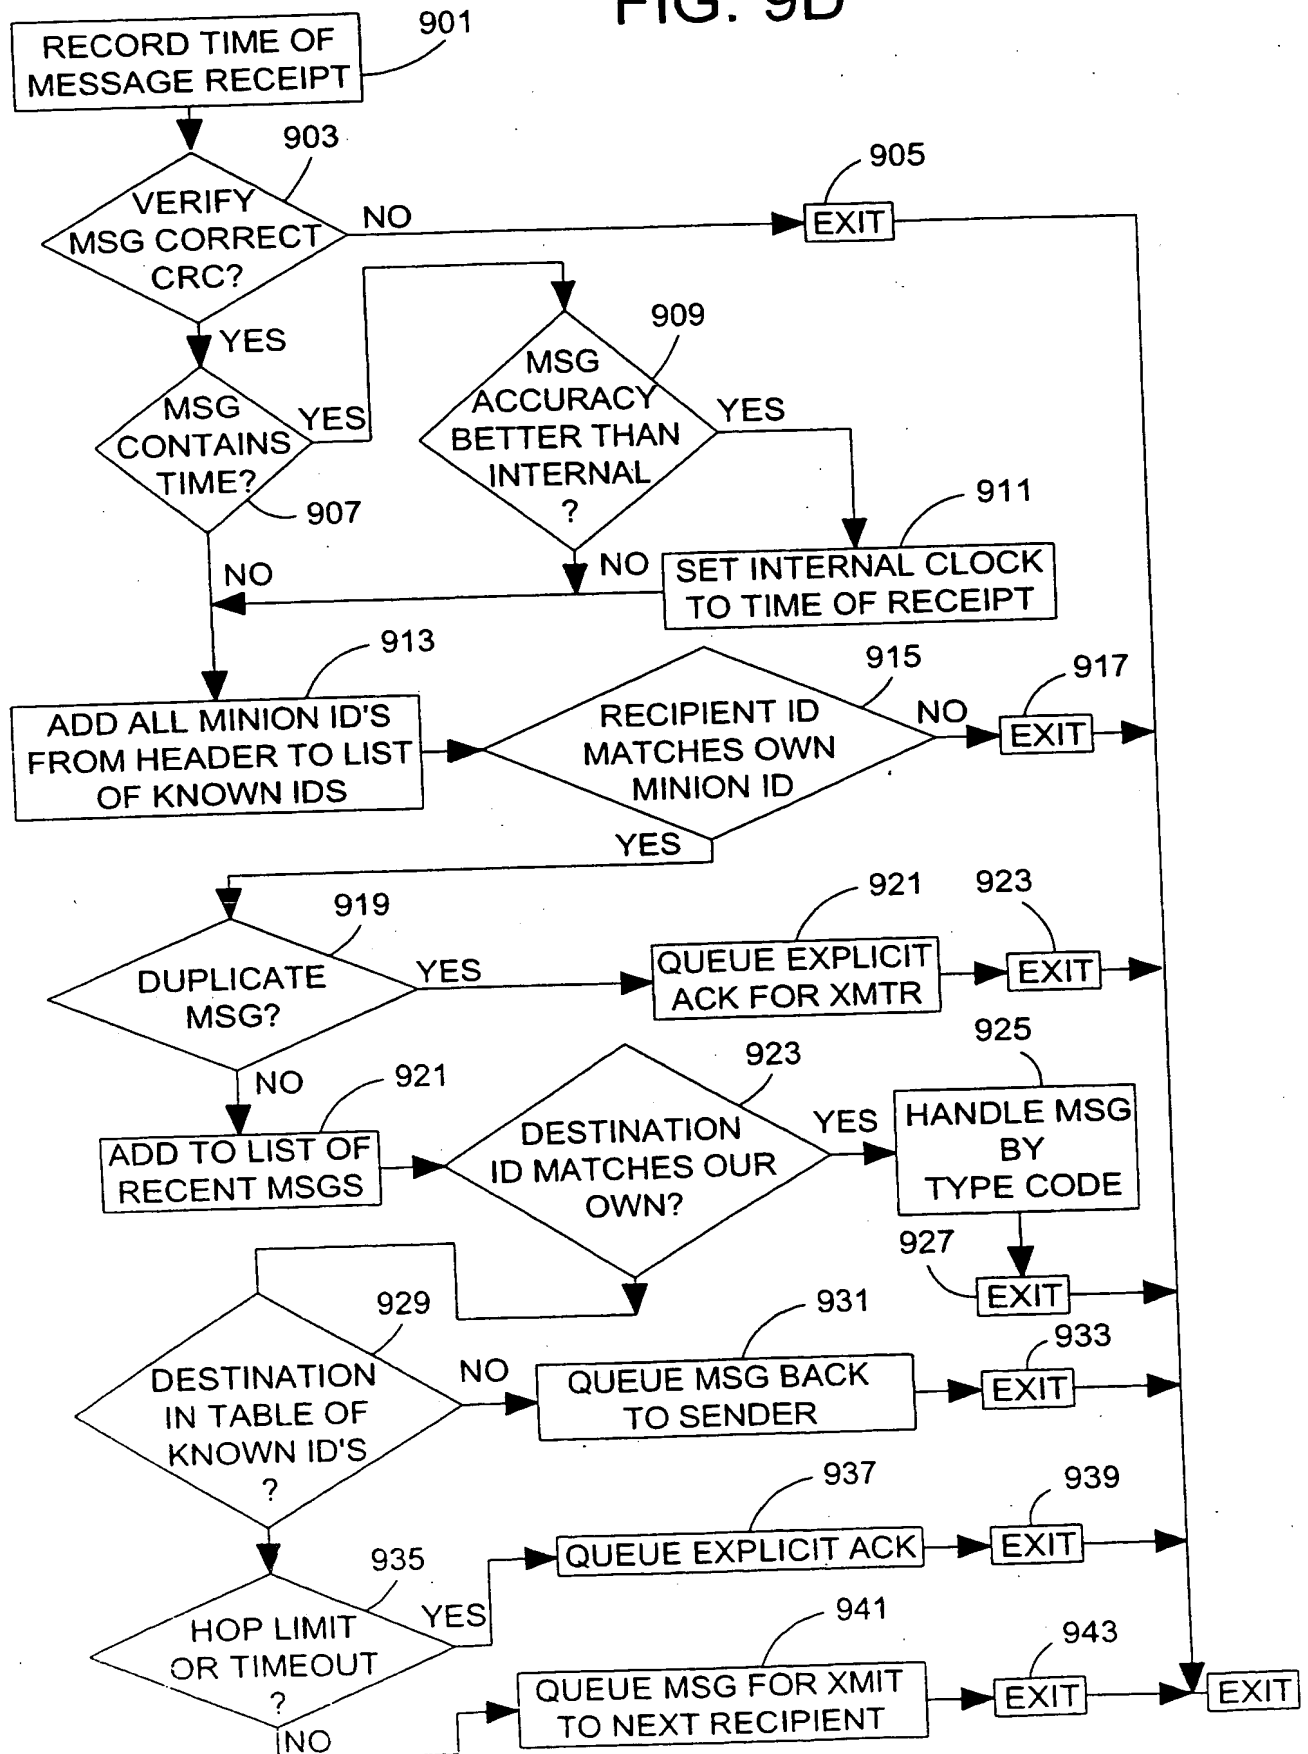 FIG. 9D
RECORD TIME OF
MESSAGE RECEIPT
901
903
VERIFY
MSG CORRECT
CRC?
NO
905
EXIT
YES
MSG
CONTAINS
TIME?
YES
907
909
MSG
ACCURACY
BETTER THAN
INTERNAL
?
YES
911
NO
NO
SET INTERNAL CLOCK
TO TIME OF RECEIPT
913
ADD ALL MINION ID'S
FROM HEADER TO LIST
OF KNOWN IDS
915
RECIPIENT ID
MATCHES OWN
MINION ID
NO
917
EXIT
YES
919
DUPLICATE
MSG?
YES
921
QUEUE EXPLICIT
ACK FOR XMTR
923
EXIT
NO
921
ADD TO LIST OF
RECENT MSGS
923
DESTINATION
ID MATCHES OUR
OWN?
YES
925
HANDLE MSG
BY
TYPE CODE
927
EXIT
929
DESTINATION
IN TABLE OF
KNOWN ID'S
?
NO
931
QUEUE MSG BACK
TO SENDER
933
EXIT
935
HOP LIMIT
OR TIMEOUT
?
YES
937
QUEUE EXPLICIT ACK
939
EXIT
NO
941
QUEUE MSG FOR XMIT
TO NEXT RECIPIENT
943
EXIT
EXIT